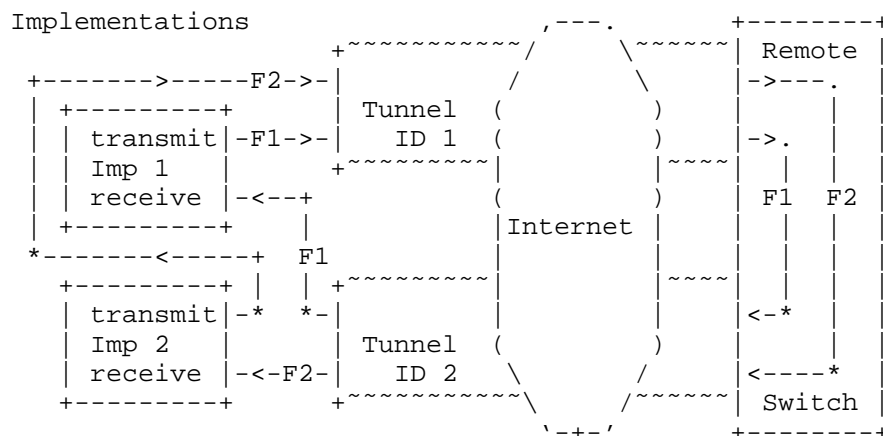 Implementations ,---. +--------+
+~~~~~~~~~~~/ \~~~~~~| Remote |
+------->-----F2->-| / \ |->---. |
| +---------+ | Tunnel ( ) | | |
| | transmit|-F1->-| ID 1 ( ) |->. | |
| | Imp 1 | +~~~~~~~~~| |~~~~| | | |
| | receive |-<--+ ( ) | F1 F2 |
| +---------+ | |Internet | | | | |
*-------<-----+ F1 | | | | | |
+---------+ | | +~~~~~~~~~| |~~~~| | | |
| transmit|-* *-| | | |<-* | |
| Imp 2 | | Tunnel ( ) | | |
| receive |-<-F2-| ID 2 \ / |<----* |
+---------+ +~~~~~~~~~~~\ /~~~~~~| Switch |
'-+-' +--------+